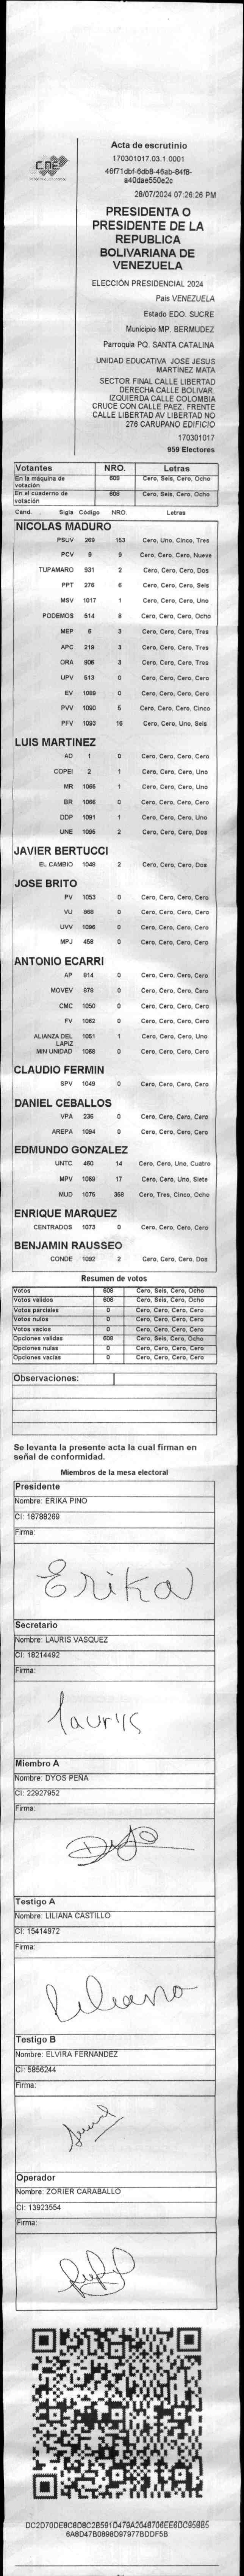 CNE
Acta de escrutinio
170301017.03.1.0001
46f71dbf-6db8-46ab-84f8-
a40dae550e2c
28/07/2024 07:26:26 PM
PRESIDENTA O
PRESIDENTE DE LA
REPUBLICA
BOLIVARIANA DE
VENEZUELA
ELECCIÓN PRESIDENCIAL 2024
País VENEZUELA
Estado EDO. SUCRE
Municipio MP. BERMUDEZ
Parroquia PQ. SANTA CATALINA
UNIDAD EDUCATIVA JOSE JESUS
MARTÍNEZ MATA
SECTOR FINAL CALLE LIBERTAD
DERECHA CALLE BOLIVAR.
IZQUIERDA CALLE COLOMBIA
CRUCE CON CALLE PAEZ. FRENTE
CALLE LIBERTAD AV LIBERTAD NO
276 CARUPANO EDIFICIO
170301017
959 Electores
Votantes NRO. Letras
En la máquina de votación 608 Cero, Seis, Cero, Ocho
En el cuaderno de votación 608 Cero, Seis, Cero, Ocho
Cand. Sigla Código NRO. Letras
NICOLAS MADURO
PSUV 269 153 Cero, Uno, Cinco, Tres
PCV 9 9 Cero, Cero, Cero, Nueve
TUPAMARO 931 2 Cero, Cero, Cero, Dos
PPT 276 6 Cero, Cero, Cero, Seis
MSV 1017 1 Cero, Cero, Cero, Uno
PODEMOS 514 8 Cero, Cero, Cero, Ocho
MEP 6 3 Cero, Cero, Cero, Tres
APC 219 3 Cero, Cero, Cero, Tres
ORA 906 3 Cero, Cero, Cero, Tres
UPV 513 0 Cero, Cero, Cero, Cero
EV 1089 0 Cero, Cero, Cero, Cero
PVV 1090 5 Cero, Cero, Cero, Cinco
PFV 1093 16 Cero, Cero, Uno, Seis
LUIS MARTINEZ
AD 1 0 Cero, Cero, Cero, Cero
COPEI 2 1 Cero, Cero, Cero, Uno
MR 1065 1 Cero, Cero, Cero, Uno
BR 1066 0 Cero, Cero, Cero, Cero
DDP 1091 1 Cero, Cero, Cero, Uno
UNE 1095 2 Cero, Cero, Cero, Dos
JAVIER BERTUCCI
EL CAMBIO 1048 2 Cero, Cero, Cero, Dos
JOSE BRITO
PV 1053 0 Cero, Cero, Cero, Cero
VU 868 0 Cero, Cero, Cero, Cero
UVV 1096 0 Cero, Cero, Cero, Cero
MPJ 458 0 Cero, Cero, Cero, Cero
ANTONIO ECARRI
AP 814 0 Cero, Cero, Cero, Cero
MOVEV 676 0 Cero, Cero, Cero, Cero
CMC 1050 0 Cero, Cero, Cero, Cero
FV 1062 0 Cero, Cero, Cero, Cero
ALIANZA DEL LAPIZ 1051 1 Cero, Cero, Cero, Uno
MIN UNIDAD 1068 0 Cero, Cero, Cero, Cero
CLAUDIO FERMIN
SPV 1049 0 Cero, Cero, Cero, Cero
DANIEL CEBALLOS
VPA 236 0 Cero, Cero, Cero, Cero
AREPA 1094 0 Cero, Cero, Cero, Cero
EDMUNDO GONZALEZ
UNTC 460 14 Cero, Cero, Uno, Cuatro
MPV 1069 17 Cero, Cero, Uno, Siete
MUD 1075 358 Cero, Tres, Cinco, Ocho
ENRIQUE MARQUEZ
CENTRADOS 1073 0 Cero, Cero, Cero, Cero
BENJAMIN RAUSSEO
CONDE 1092 2 Cero, Cero, Cero, Dos
Resumen de votos
Votos 608 Cero, Seis, Cero, Ocho
Votos validos 608 Cero, Seis, Cero, Ocho
Votos parciales 0 Cero, Cero, Cero, Cero
Votos nulos 0 Cero, Cero, Cero, Cero
Votos vacios 0 Cero, Cero, Cero, Cero
Opciones validas 608 Cero, Seis, Cero, Ocho
Opciones nulas 0 Cero, Cero, Cero, Cero
Opciones vacias 0 Cero, Cero, Cero, Cero
Observaciones:
Se levanta la presente acta la cual firman en
señal de conformidad.
Miembros de la mesa electoral
Presidente
Nombre: ERIKA PINO
CI: 18788269
Firma:
Erika
Secretario
Nombre: LAURIS VASQUEZ
CI: 18214492
Firma:
laurys
Miembro A
Nombre: DYOS PEÑA
CI: 22927952
Firma:
Testigo A
Nombre: LILIANA CASTILLO
CI: 15414972
Firma:
Liliana
Testigo B
Nombre: ELVIRA FERNANDEZ
CI: 5856244
Firma:
Operador
Nombre: ZORIER CARABALLO
CI: 13923554
Firma:
DC2D70DE8C8D8C2B591D479A2048706EE6DC958B5
6A8D47B0898D97977BDDF5B